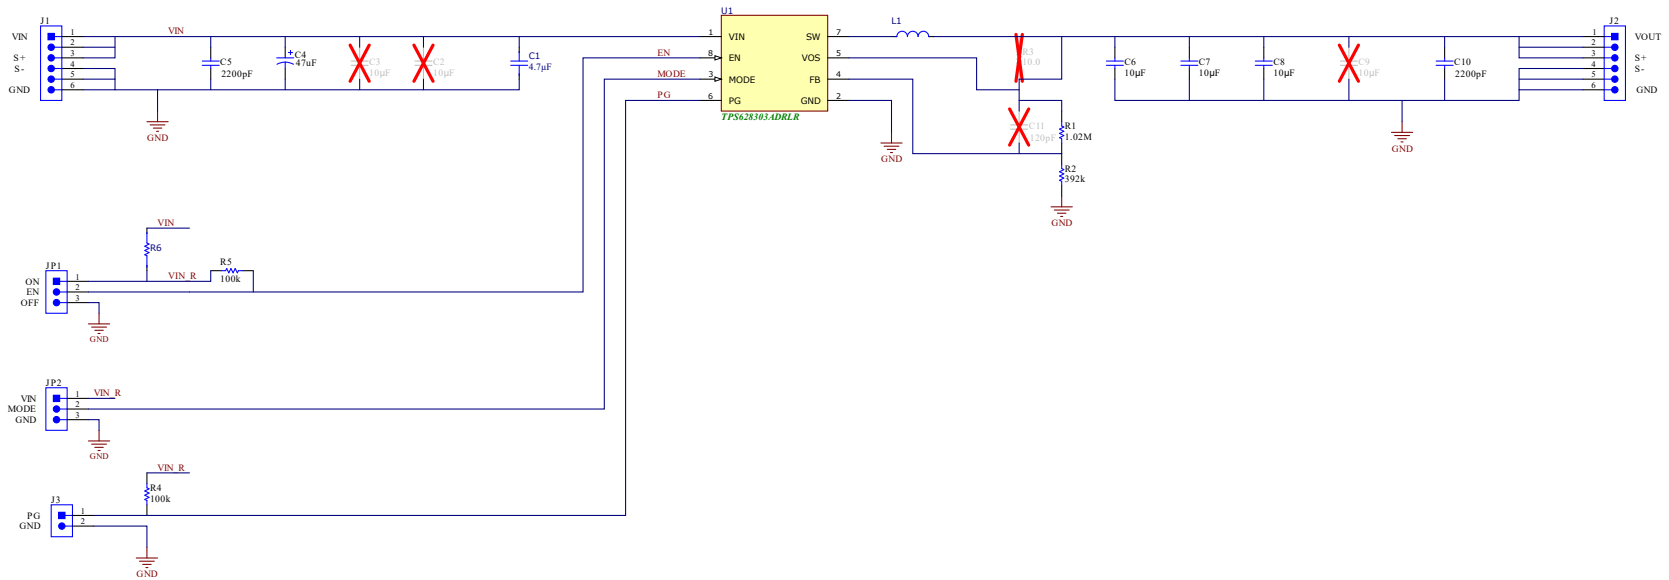 J1
VIN
1
2
S+
3
S-
4
5
GND
6
VIN
C5
2200pF
C4
+
47uF
C3
10µF
C2
10µF
C1
4.7µF
GND
U1
1
VIN
SW
7
EN
8
EN
VOS
5
MODE
3
MODE
FB
4
PG
6
PG
GND
2
TPS628303ADRLR
GND
L1
R3
10.0
C11
120pF
R1
1.02M
R2
392k
GND
C6
10µF
C7
10µF
C8
10µF
C9
10µF
C10
2200pF
GND
J2
1
VOUT
2
3
S+
4
S-
5
6
GND
VIN
R6
JP1
ON
1
VIN_R
R5
100k
EN
2
OFF
3
GND
JP2
VIN
1
VIN_R
MODE
2
GND
3
GND
VIN_R
R4
100k
J3
PG
1
GND
2
GND